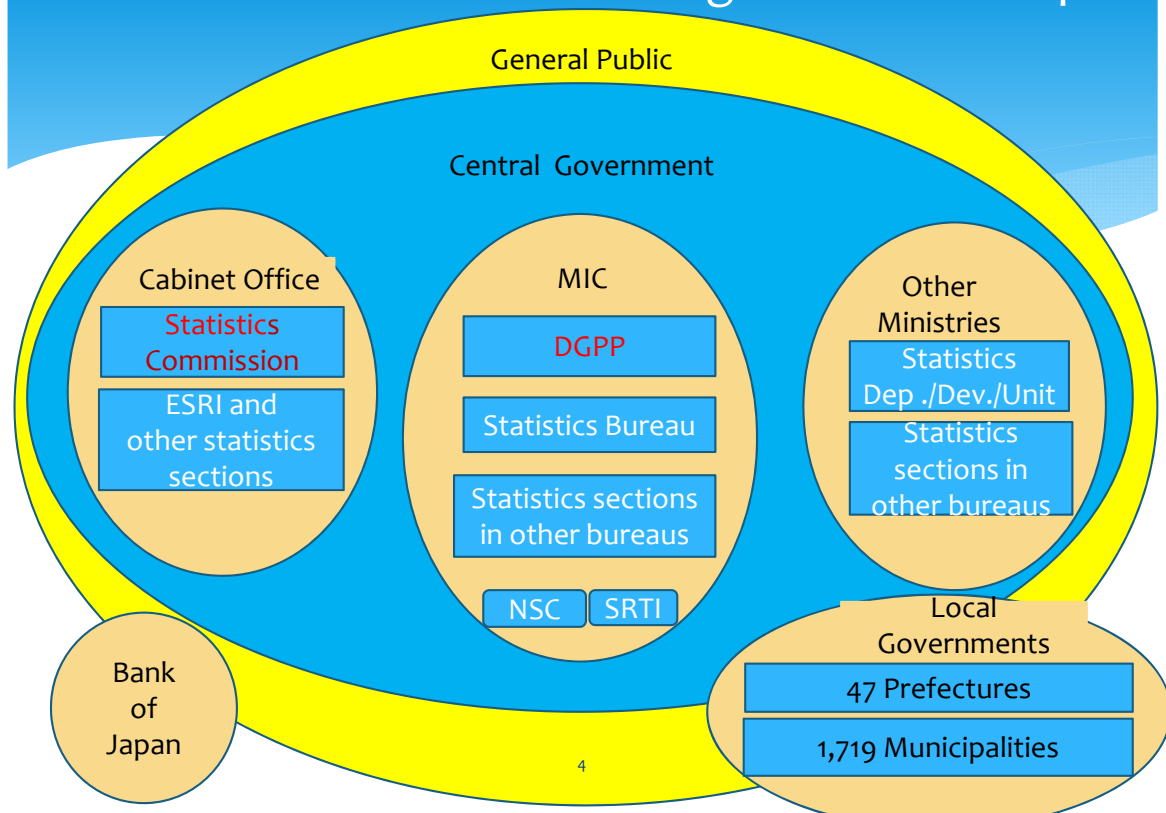 General Public
Central Government
Cabinet Office
Statistics
Commission
ESRI and
other statistics
sections
MIC
DGPP
Statistics Bureau
Statistics sections
in other bureaus
NSC
SRTI
Other
Ministries
Statistics
Dep ./Dev./Unit
Statistics
sections in
other bureaus
Local
Governments
47 Prefectures
1,719 Municipalities
Bank
of
Japan
4